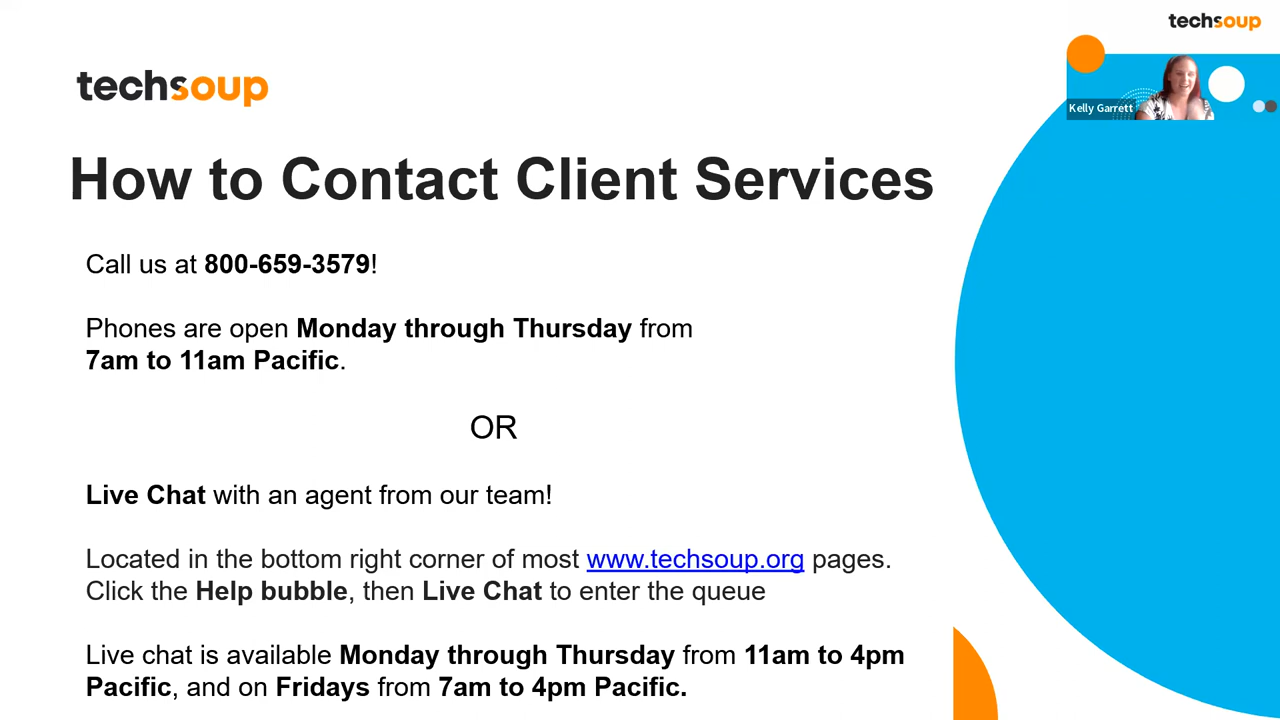 techsoup
techsoup
Kelly Garrett
How to Contact Client Services
Call us at 800-659-3579!
Phones are open Monday through Thursday from
7am to 11am Pacific.
OR
Live Chat with an agent from our team!
Located in the bottom right corner of most www.techsoup.org pages.
Click the Help bubble, then Live Chat to enter the queue
Live chat is available Monday through Thursday from 11am to 4pm
Pacific, and on Fridays from 7am to 4pm Pacific.